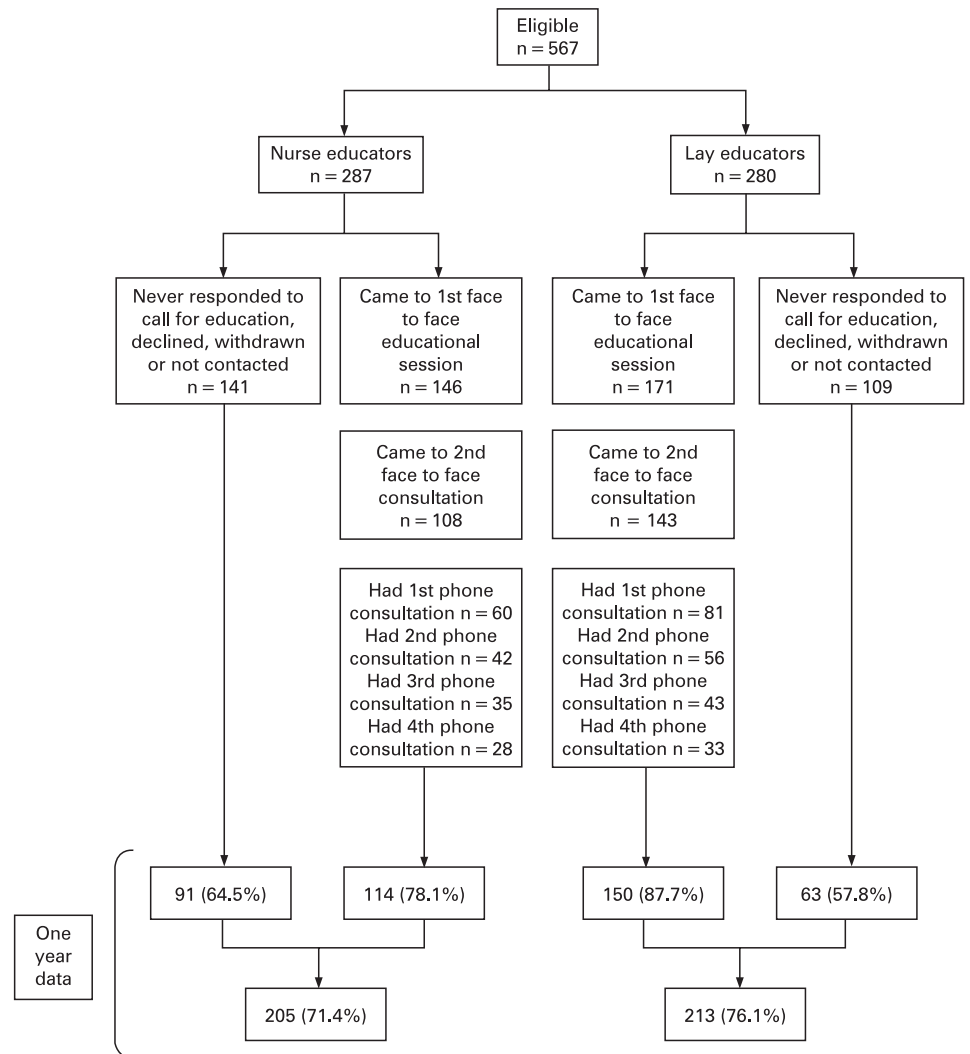 Eligible
n = 567
Nurse educators
n = 287
Lay educators
n = 280
Never responded to
call for education,
declined, withdrawn
or not contacted
n = 141
Came to 1st face
to face
educational
session
n = 146
Came to 1st face
to face
educational
session
n = 171
Never responded to
call for education,
declined, withdrawn
or not contacted
n = 109
Came to 2nd
face to face
consultation
n = 108
Came to 2nd
face to face
consultation
n = 143
Had 1st phone
consultation n = 60
Had 2nd phone
consultation n = 42
Had 3rd phone
consultation n = 35
Had 4th phone
consultation n = 28
Had 1st phone
consultation n = 81
Had 2nd phone
consultation n = 56
Had 3rd phone
consultation n = 43
Had 4th phone
consultation n = 33
One
year
data
91 (64.5%)
114 (78.1%)
150 (87.7%)
63 (57.8%)
205 (71.4%)
213 (76.1%)